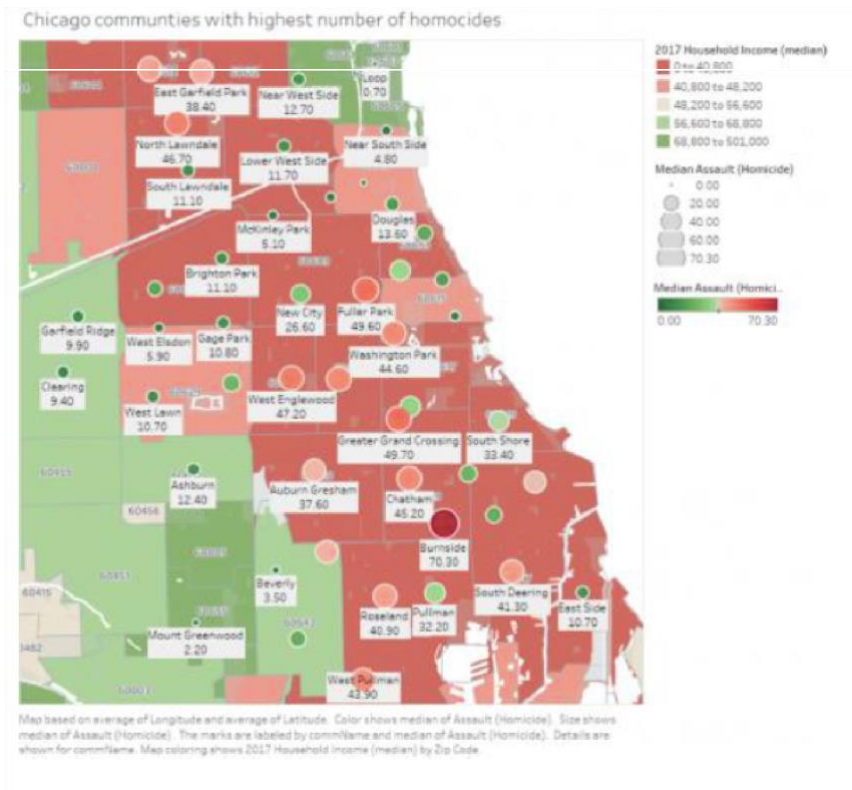 Chicago communties with highest number of homocides
2017 Household Income (median)
0 to 40,800
40,800 to 48,200
48,200 to 56,600
56,600 to 68,800
68,800 to 501,000
Median Assault (Homicide)
0.00
20.00
40.00
60.00
70.30
Median Assault (Homici..
0.00 70.30
Loop
0.70
East Garfield Park
38.40
Near West Side
12.70
North Lawndale
46.70
Near South Side
4.80
Lower West Side
11.70
South Lawndale
11.10
McKinley Park
5.10
Douglas
13.60
Brighton Park
11.10
New City
26.60
Fuller Park
49.60
60615
Garfield Ridge
9.90
West Elsdon
5.90
Gage Park
10.80
Washington Park
44.60
Clearing
9.40
60629
West Lawn
10.70
West Englewood
47.20
Greater Grand Crossing
49.70
South Shore
33.40
Ashburn
12.40
Auburn Gresham
37.60
Chatham
45.20
60456
Burnside
70.30
60415
Beverly
3.50
Mount Greenwood
2.20
Roseland
40.90
Pullman
32.20
South Deering
41.30
East Side
10.70
West Pullman
43.90
Map based on average of Longitude and average of Latitude. Color shows median of Assault (Homicide). Size shows
median of Assault (Homicide). The marks are labeled by commName and median of Assault (Homicide). Details are
shown for commName. Map coloring shows 2017 Household Income (median) by Zip Code.